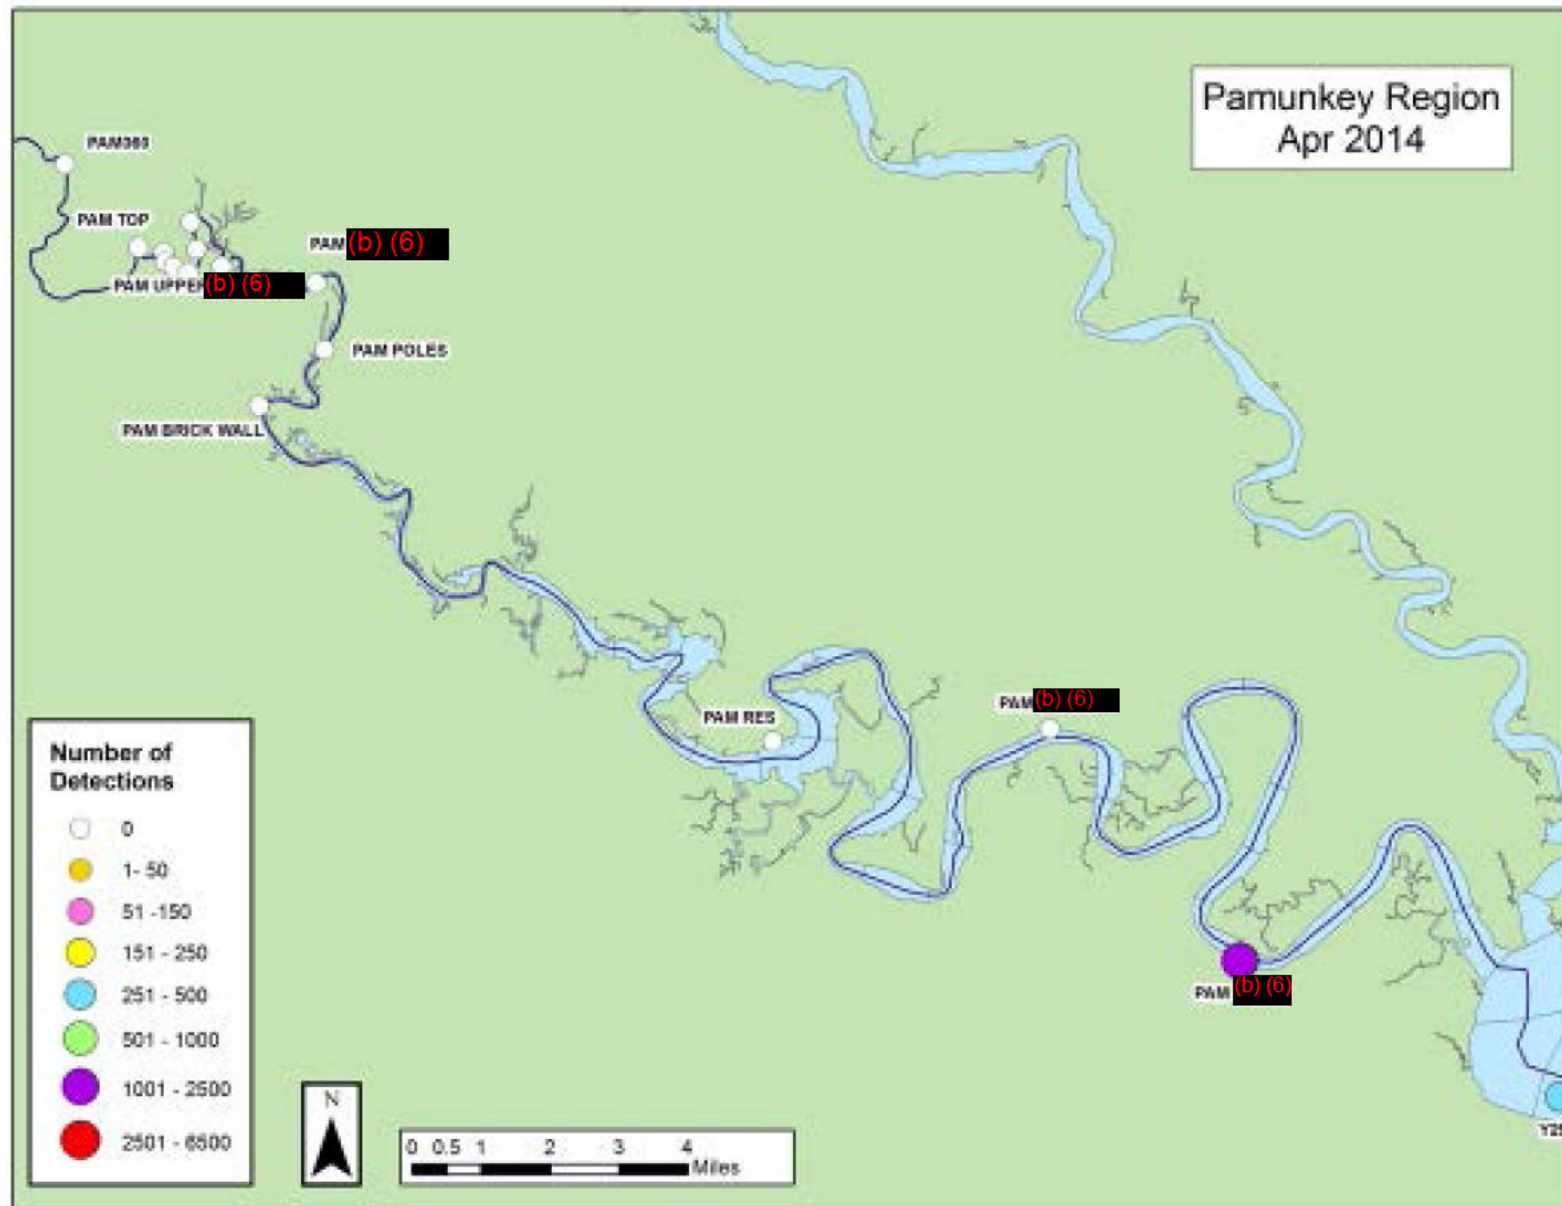 Pamunkey Region
Apr 2014
PAM360
PAM TOP
PAM (b) (6)
PAM UPPER (b) (6)
PAM POLES
PAM BRICK WALL
PAM RES
PAM (b) (6)
PAM (b) (6)
Number of
Detections
0
1- 50
51 -150
151 - 250
251 - 500
501 - 1000
1001 - 2500
2501 - 6500
N
0 0.5 1 2 3 4
Miles